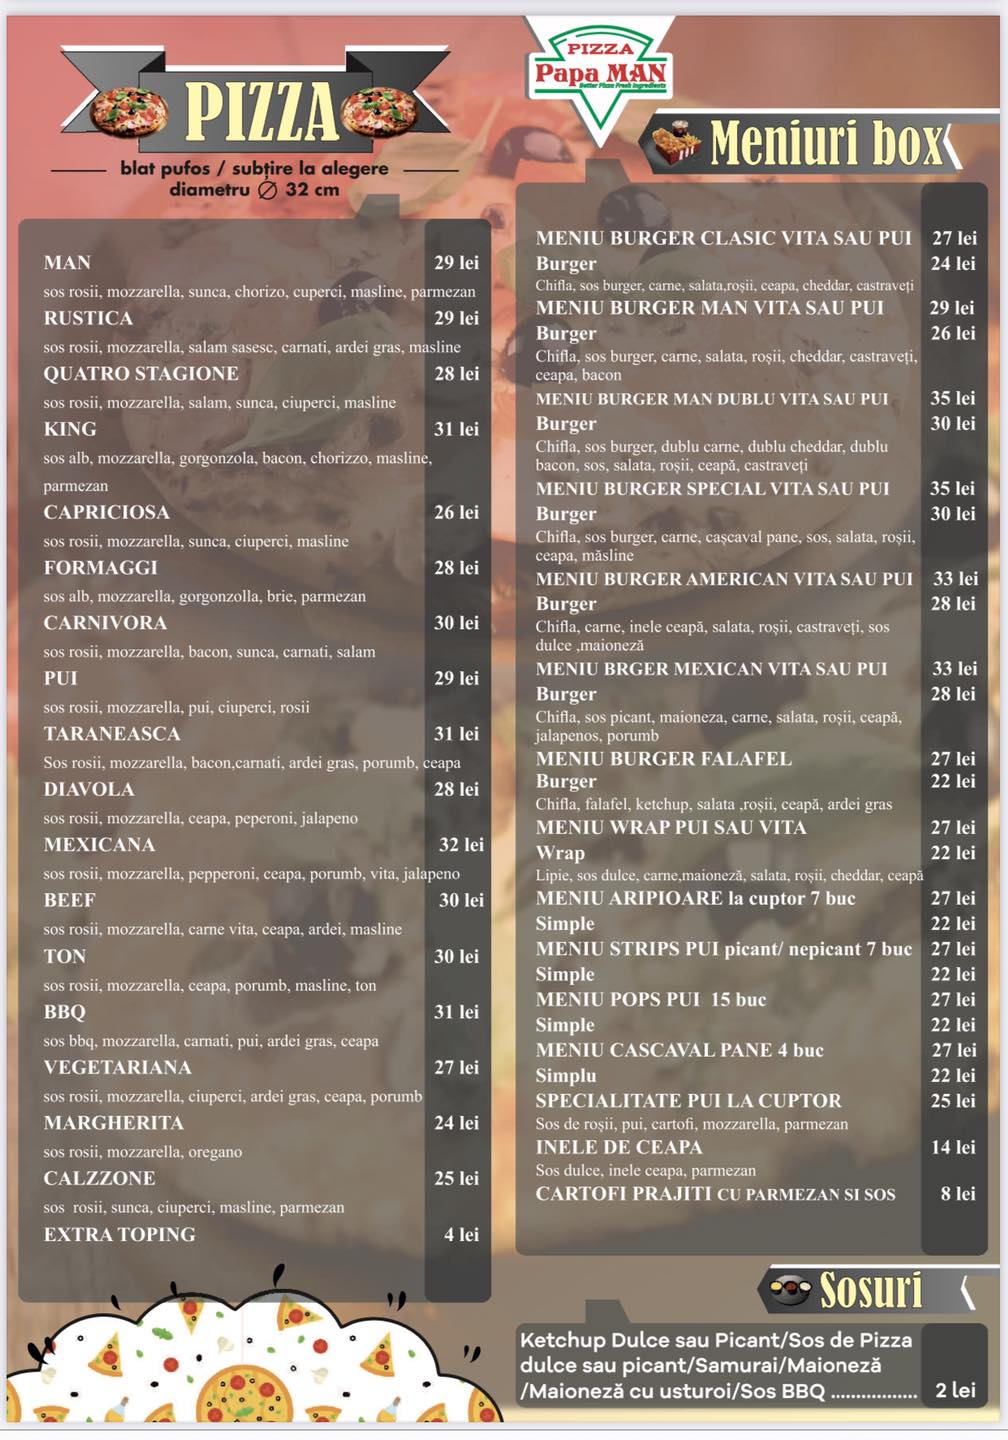 PIZZA
blat pufos / subțire la alegere
diametru ∅ 32 cm
MAN 29 lei
sos rosii, mozzarella, sunca, chorizo, cuperci, masline, parmezan
RUSTICA 29 lei
sos rosii, mozzarella, salam sasesc, carnati, ardei gras, masline
QUATRO STAGIONE 28 lei
sos rosii, mozzarella, salam, sunca, ciuperci, masline
KING 31 lei
sos alb, mozzarella, gorgonzola, bacon, chorizzo, masline,
parmezan
CAPRICIOSA 26 lei
sos rosii, mozzarella, sunca, ciuperci, masline
FORMAGGI 28 lei
sos alb, mozzarella, gorgonzolla, brie, parmezan
CARNIVORA 30 lei
sos rosii, mozzarella, bacon, sunca, carnati, salam
PUI 29 lei
sos rosii, mozzarella, pui, ciuperci, rosii
TARANEASCA 31 lei
Sos rosii, mozzarella, bacon,carnati, ardei gras, porumb, ceapa
DIAVOLA 28 lei
sos rosii, mozzarella, ceapa, peperoni, jalapeno
MEXICANA 32 lei
sos rosii, mozzarella, pepperoni, ceapa, porumb, vita, jalapeno
BEEF 30 lei
sos rosii, mozzarella, carne vita, ceapa, ardei, masline
TON 30 lei
sos rosii, mozzarella, ceapa, porumb, masline, ton
BBQ 31 lei
sos bbq, mozzarella, carnati, pui, ardei gras, ceapa
VEGETARIANA 27 lei
sos rosii, mozzarella, ciuperci, ardei gras, ceapa, porumb
MARGHERITA 24 lei
sos rosii, mozzarella, oregano
CALZZONE 25 lei
sos rosii, sunca, ciuperci, masline, parmezan
EXTRA TOPING 4 lei
PIZZA
Papa MAN
Better Pizza Fresh Ingredients
Meniuri box
MENIU BURGER CLASIC VITA SAU PUI 27 lei
Burger 24 lei
Chifla, sos burger, carne, salata,roșii, ceapa, cheddar, castraveți
MENIU BURGER MAN VITA SAU PUI 29 lei
Burger 26 lei
Chifla, sos burger, carne, salata, roșii, cheddar, castraveți,
ceapa, bacon
MENIU BURGER MAN DUBLU VITA SAU PUI 35 lei
Burger 30 lei
Chifla, sos burger, dublu carne, dublu cheddar, dublu
bacon, sos, salata, roșii, ceapă, castraveți
MENIU BURGER SPECIAL VITA SAU PUI 35 lei
Burger 30 lei
Chifla, sos burger, carne, cașcaval pane, sos, salata, roșii,
ceapa, măsline
MENIU BURGER AMERICAN VITA SAU PUI 33 lei
Burger 28 lei
Chifla, carne, inele ceapă, salata, roșii, castraveți, sos
dulce ,maioneză
MENIU BRGER MEXICAN VITA SAU PUI 33 lei
Burger 28 lei
Chifla, sos picant, maioneza, carne, salata, roșii, ceapă,
jalapenos, porumb
MENIU BURGER FALAFEL 27 lei
Burger 22 lei
Chifla, falafel, ketchup, salata ,roșii, ceapă, ardei gras
MENIU WRAP PUI SAU VITA 27 lei
Wrap 22 lei
Lipie, sos dulce, carne,maioneză, salata, roșii, cheddar, ceapă
MENIU ARIPIOARE la cuptor 7 buc 27 lei
Simple 22 lei
MENIU STRIPS PUI picant/ nepicant 7 buc 27 lei
Simple 22 lei
MENIU POPS PUI 15 buc 27 lei
Simple 22 lei
MENIU CASCAVAL PANE 4 buc 27 lei
Simplu 22 lei
SPECIALITATE PUI LA CUPTOR 25 lei
Sos de roșii, pui, cartofi, mozzarella, parmezan
INELE DE CEAPA 14 lei
Sos dulce, inele ceapa, parmezan
CARTOFI PRAJITI CU PARMEZAN SI SOS 8 lei
Sosuri
Ketchup Dulce sau Picant/Sos de Pizza
dulce sau picant/Samurai/Maioneză
/Maioneză cu usturoi/Sos BBQ ................. 2 lei